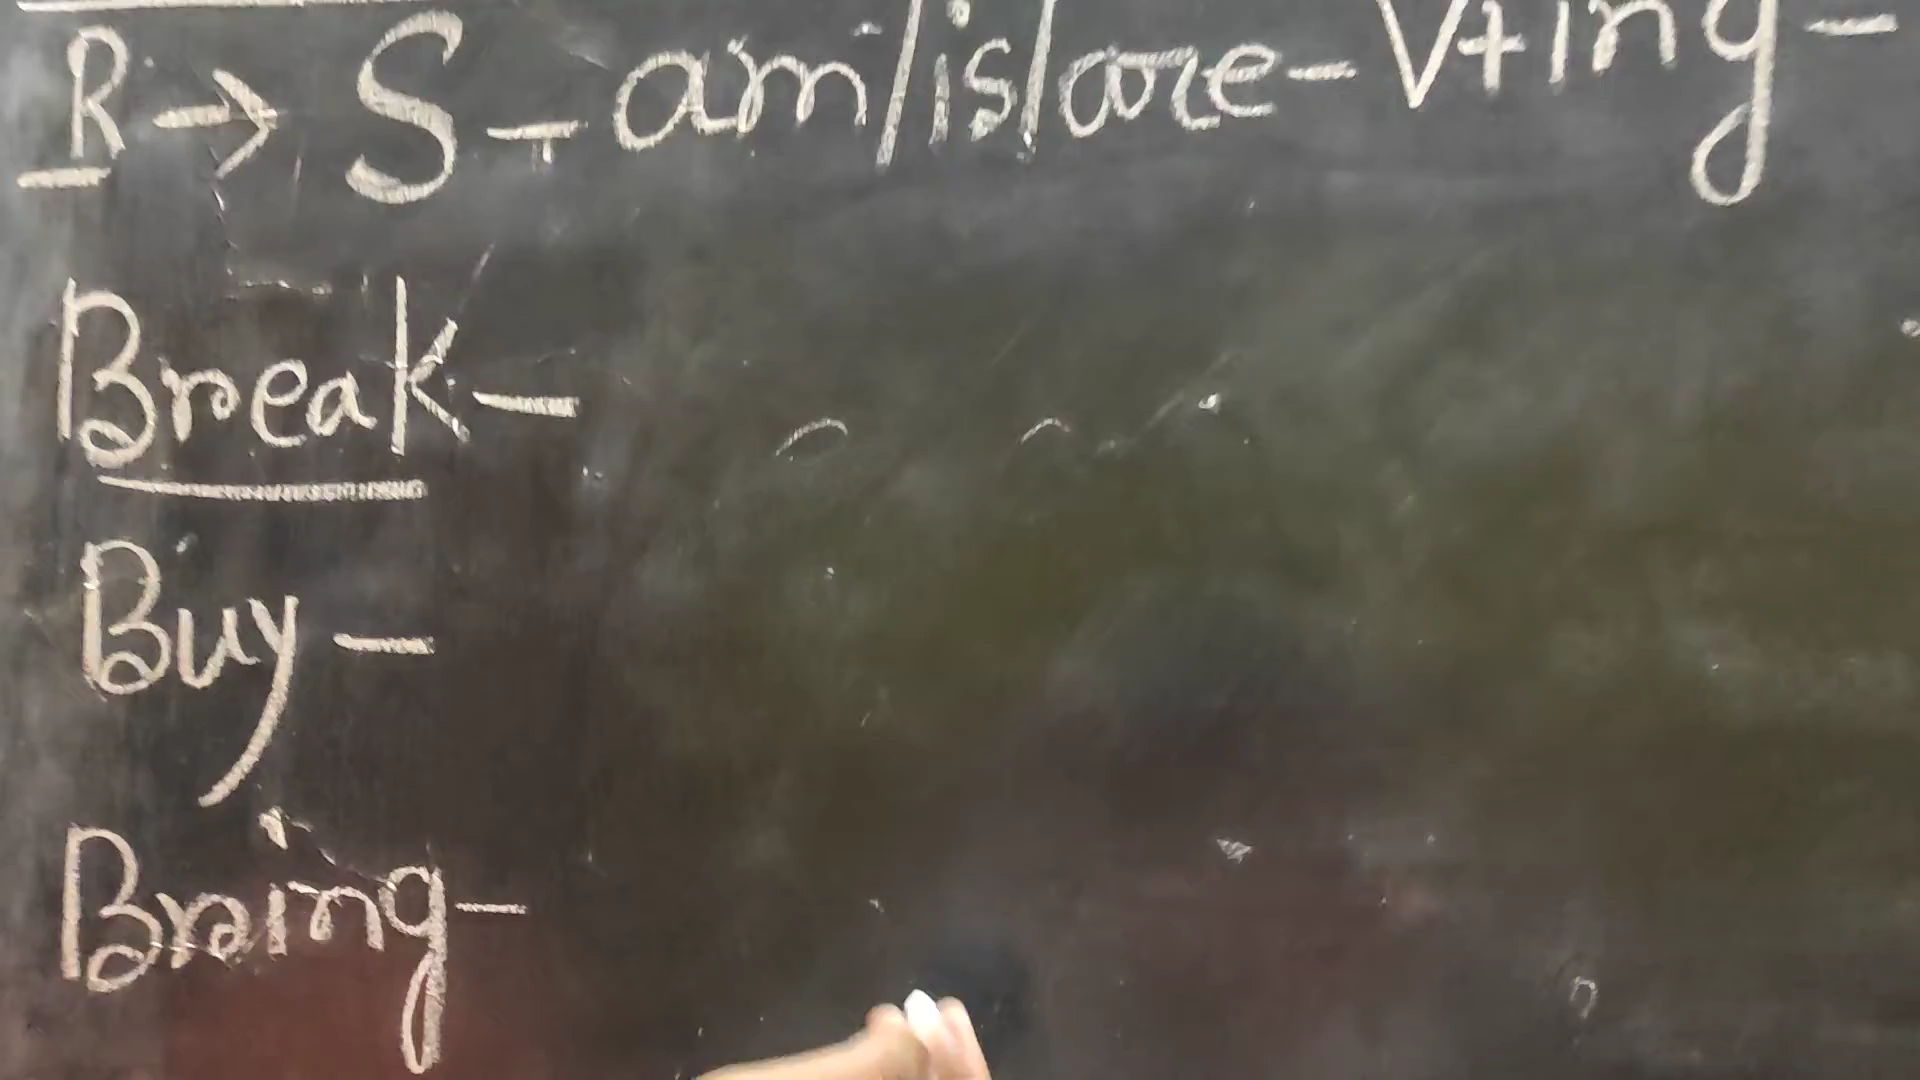 R → S - am/is/are - V+ing -
Break -
Buy -
Bring -